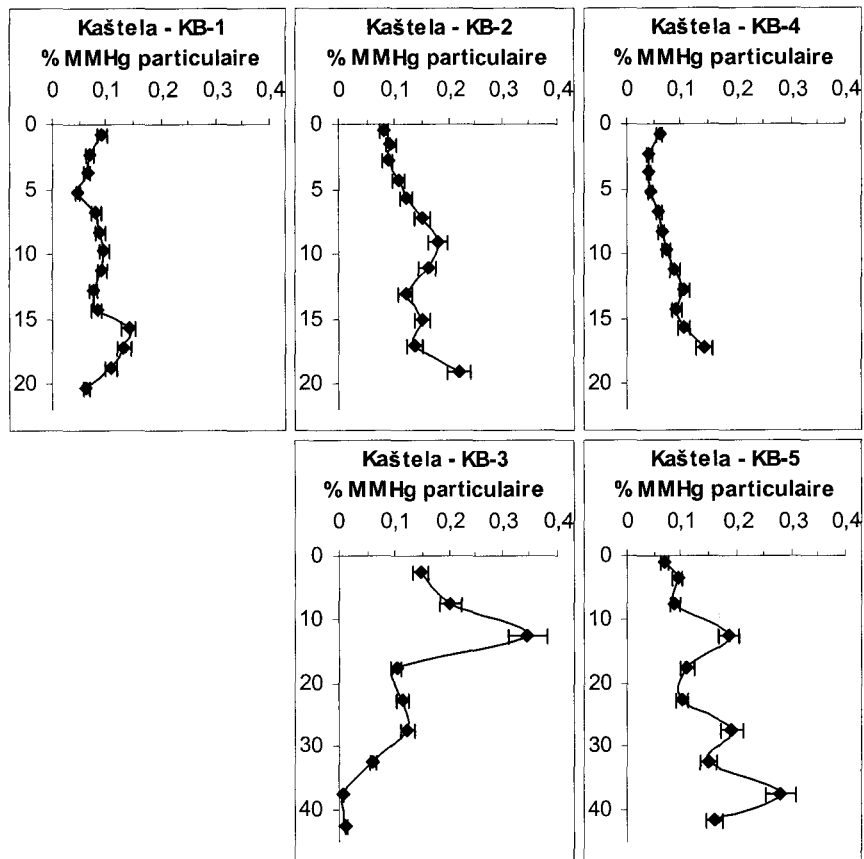 Kaštela - KB-1
% MMHg particulaire
0 0,1 0,2 0,3 0,4
0
5
10
15
20
Kaštela - KB-2
% MMHg particulaire
0 0,1 0,2 0,3 0,4
0
5
10
15
20
Kaštela - KB-4
% MMHg particulaire
0 0,1 0,2 0,3 0,4
0
5
10
15
20
Kaštela - KB-3
% MMHg particulaire
0 0,1 0,2 0,3 0,4
0
10
20
30
40
Kaštela - KB-5
% MMHg particulaire
0 0,1 0,2 0,3 0,4
0
10
20
30
40